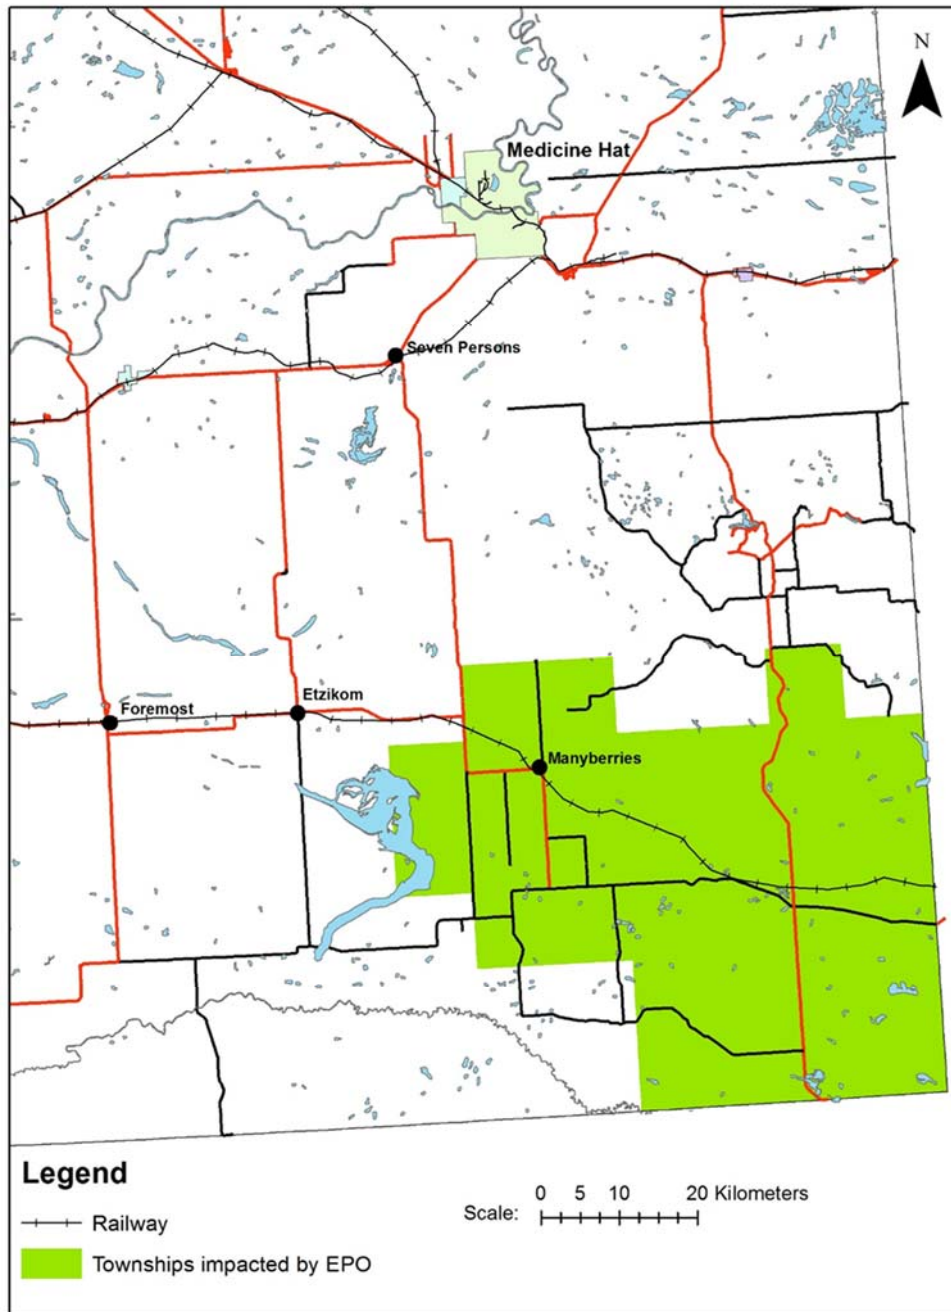 N
Medicine Hat
Seven Persons
Etzikom
Foremost
Manyberries
Legend
0 5 10 20 Kilometers
Scale:
Railway
Townships impacted by EPO